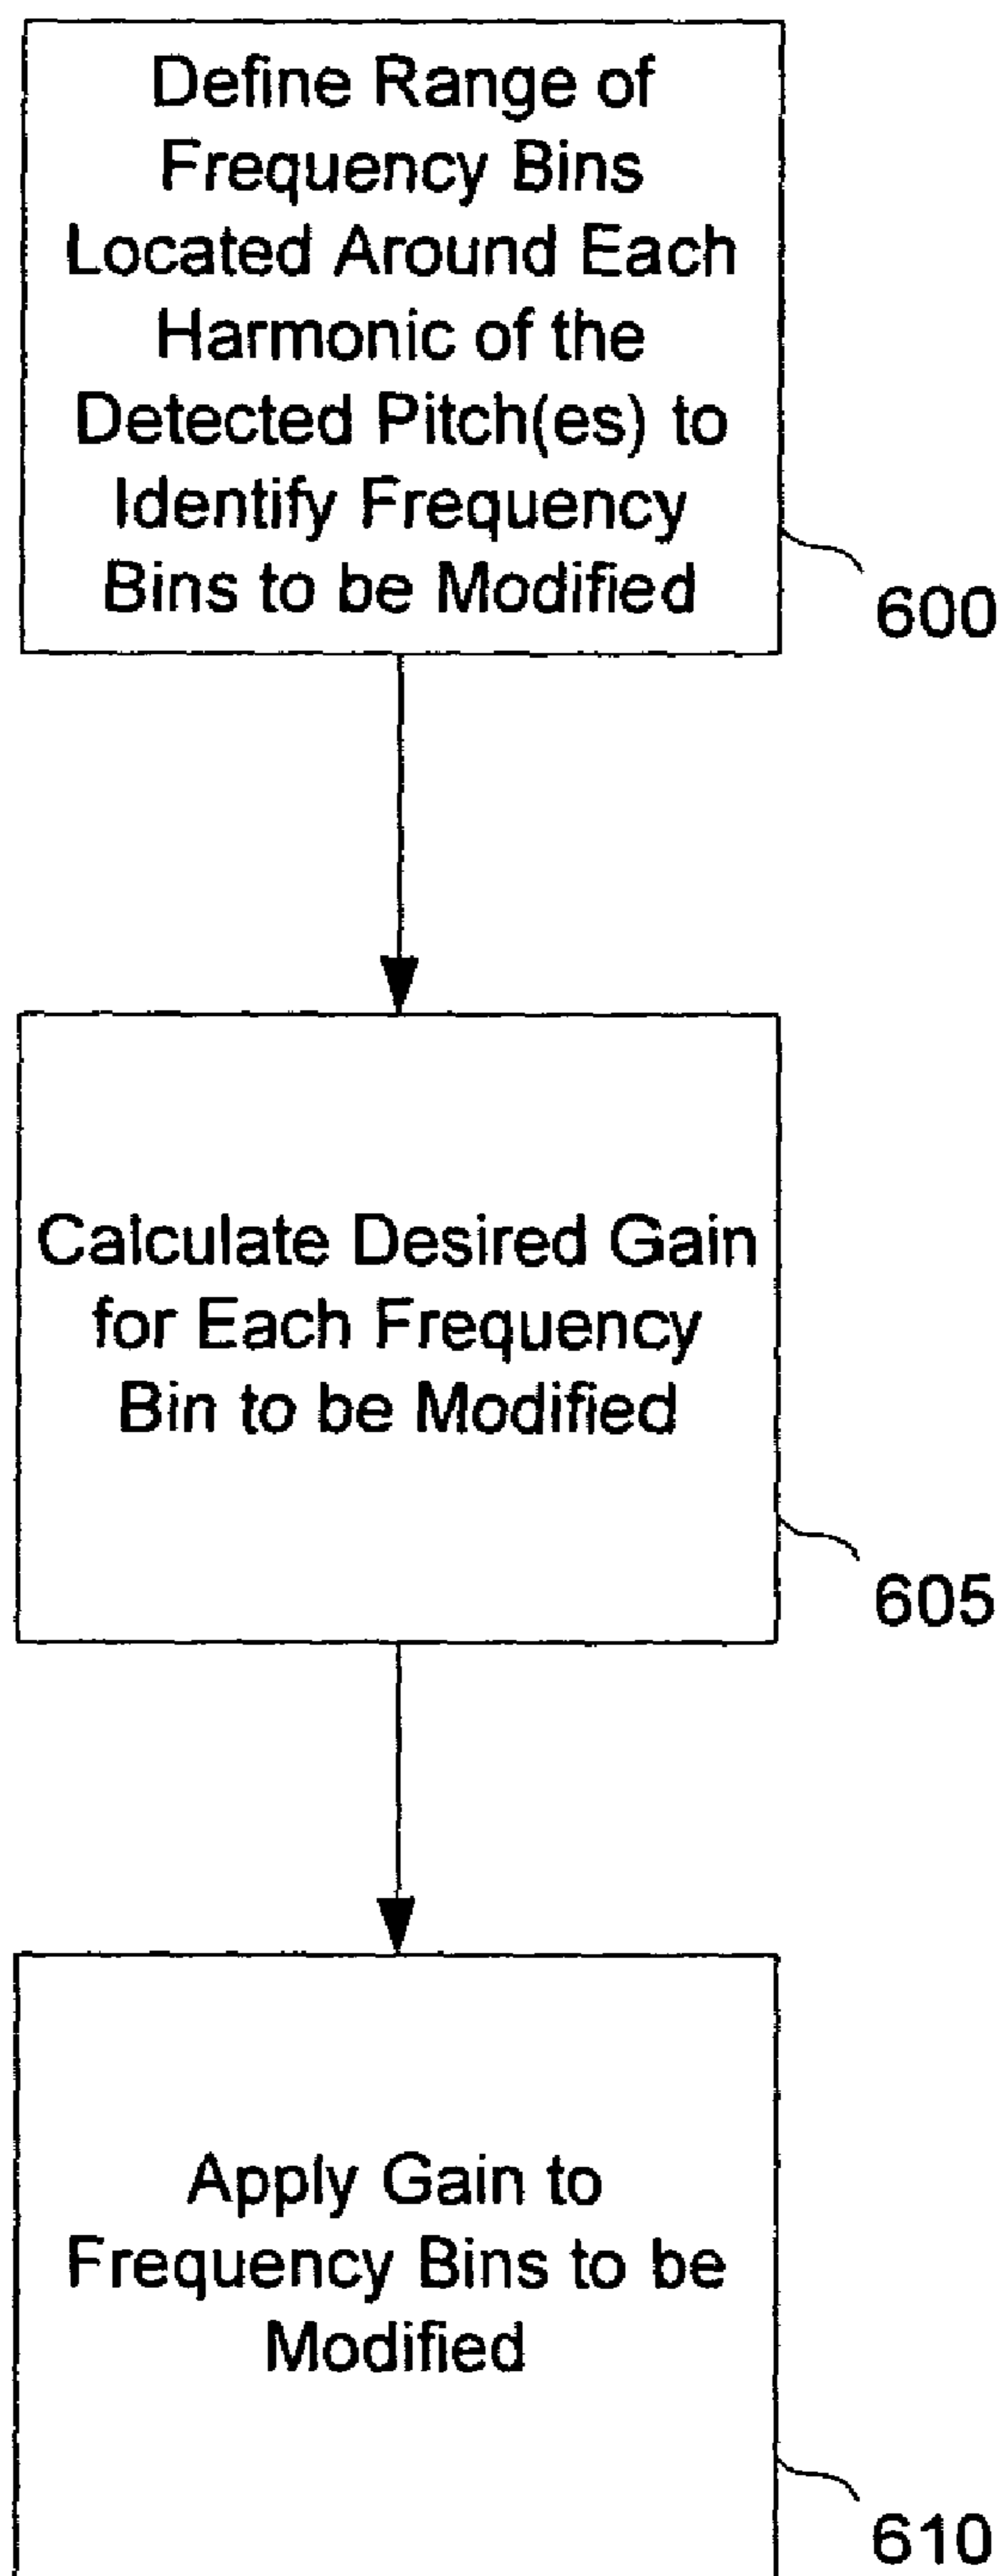 Define Range of
Frequency Bins
Located Around Each
Harmonic of the
Detected Pitch(es) to
Identify Frequency
Bins to be Modified
600
Calculate Desired Gain
for Each Frequency
Bin to be Modified
605
Apply Gain to
Frequency Bins to be
Modified
610